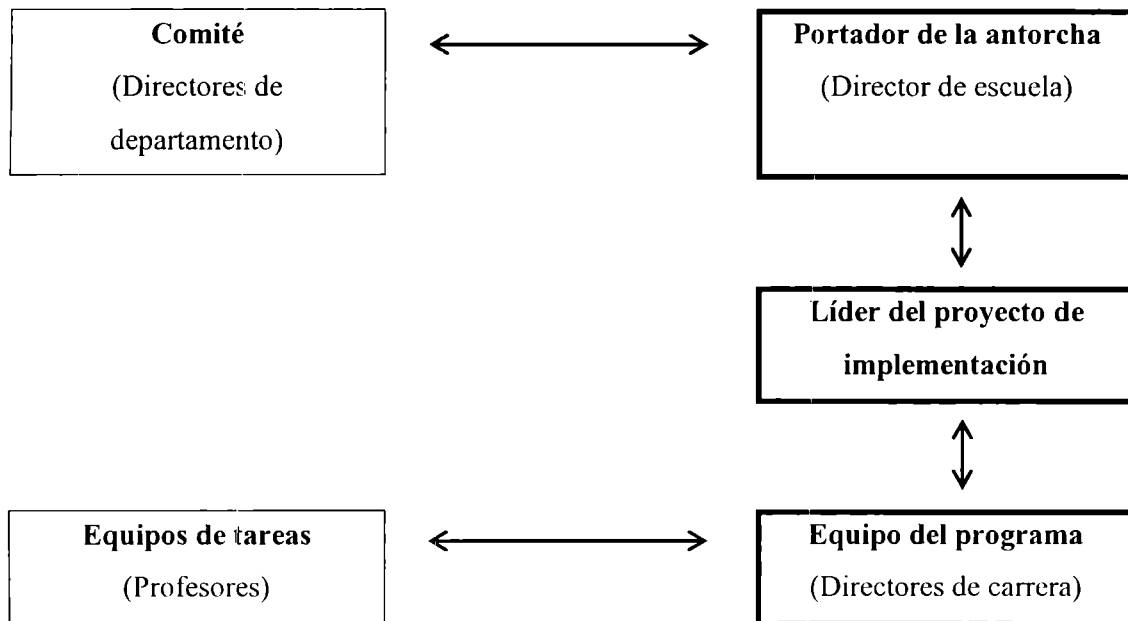 Comité
(Directores de
departamento)
Portador de la antorcha
(Director de escuela)
Líder del proyecto de
implementación
Equipos de tareas
(Profesores)
Equipo del programa
(Directores de carrera)